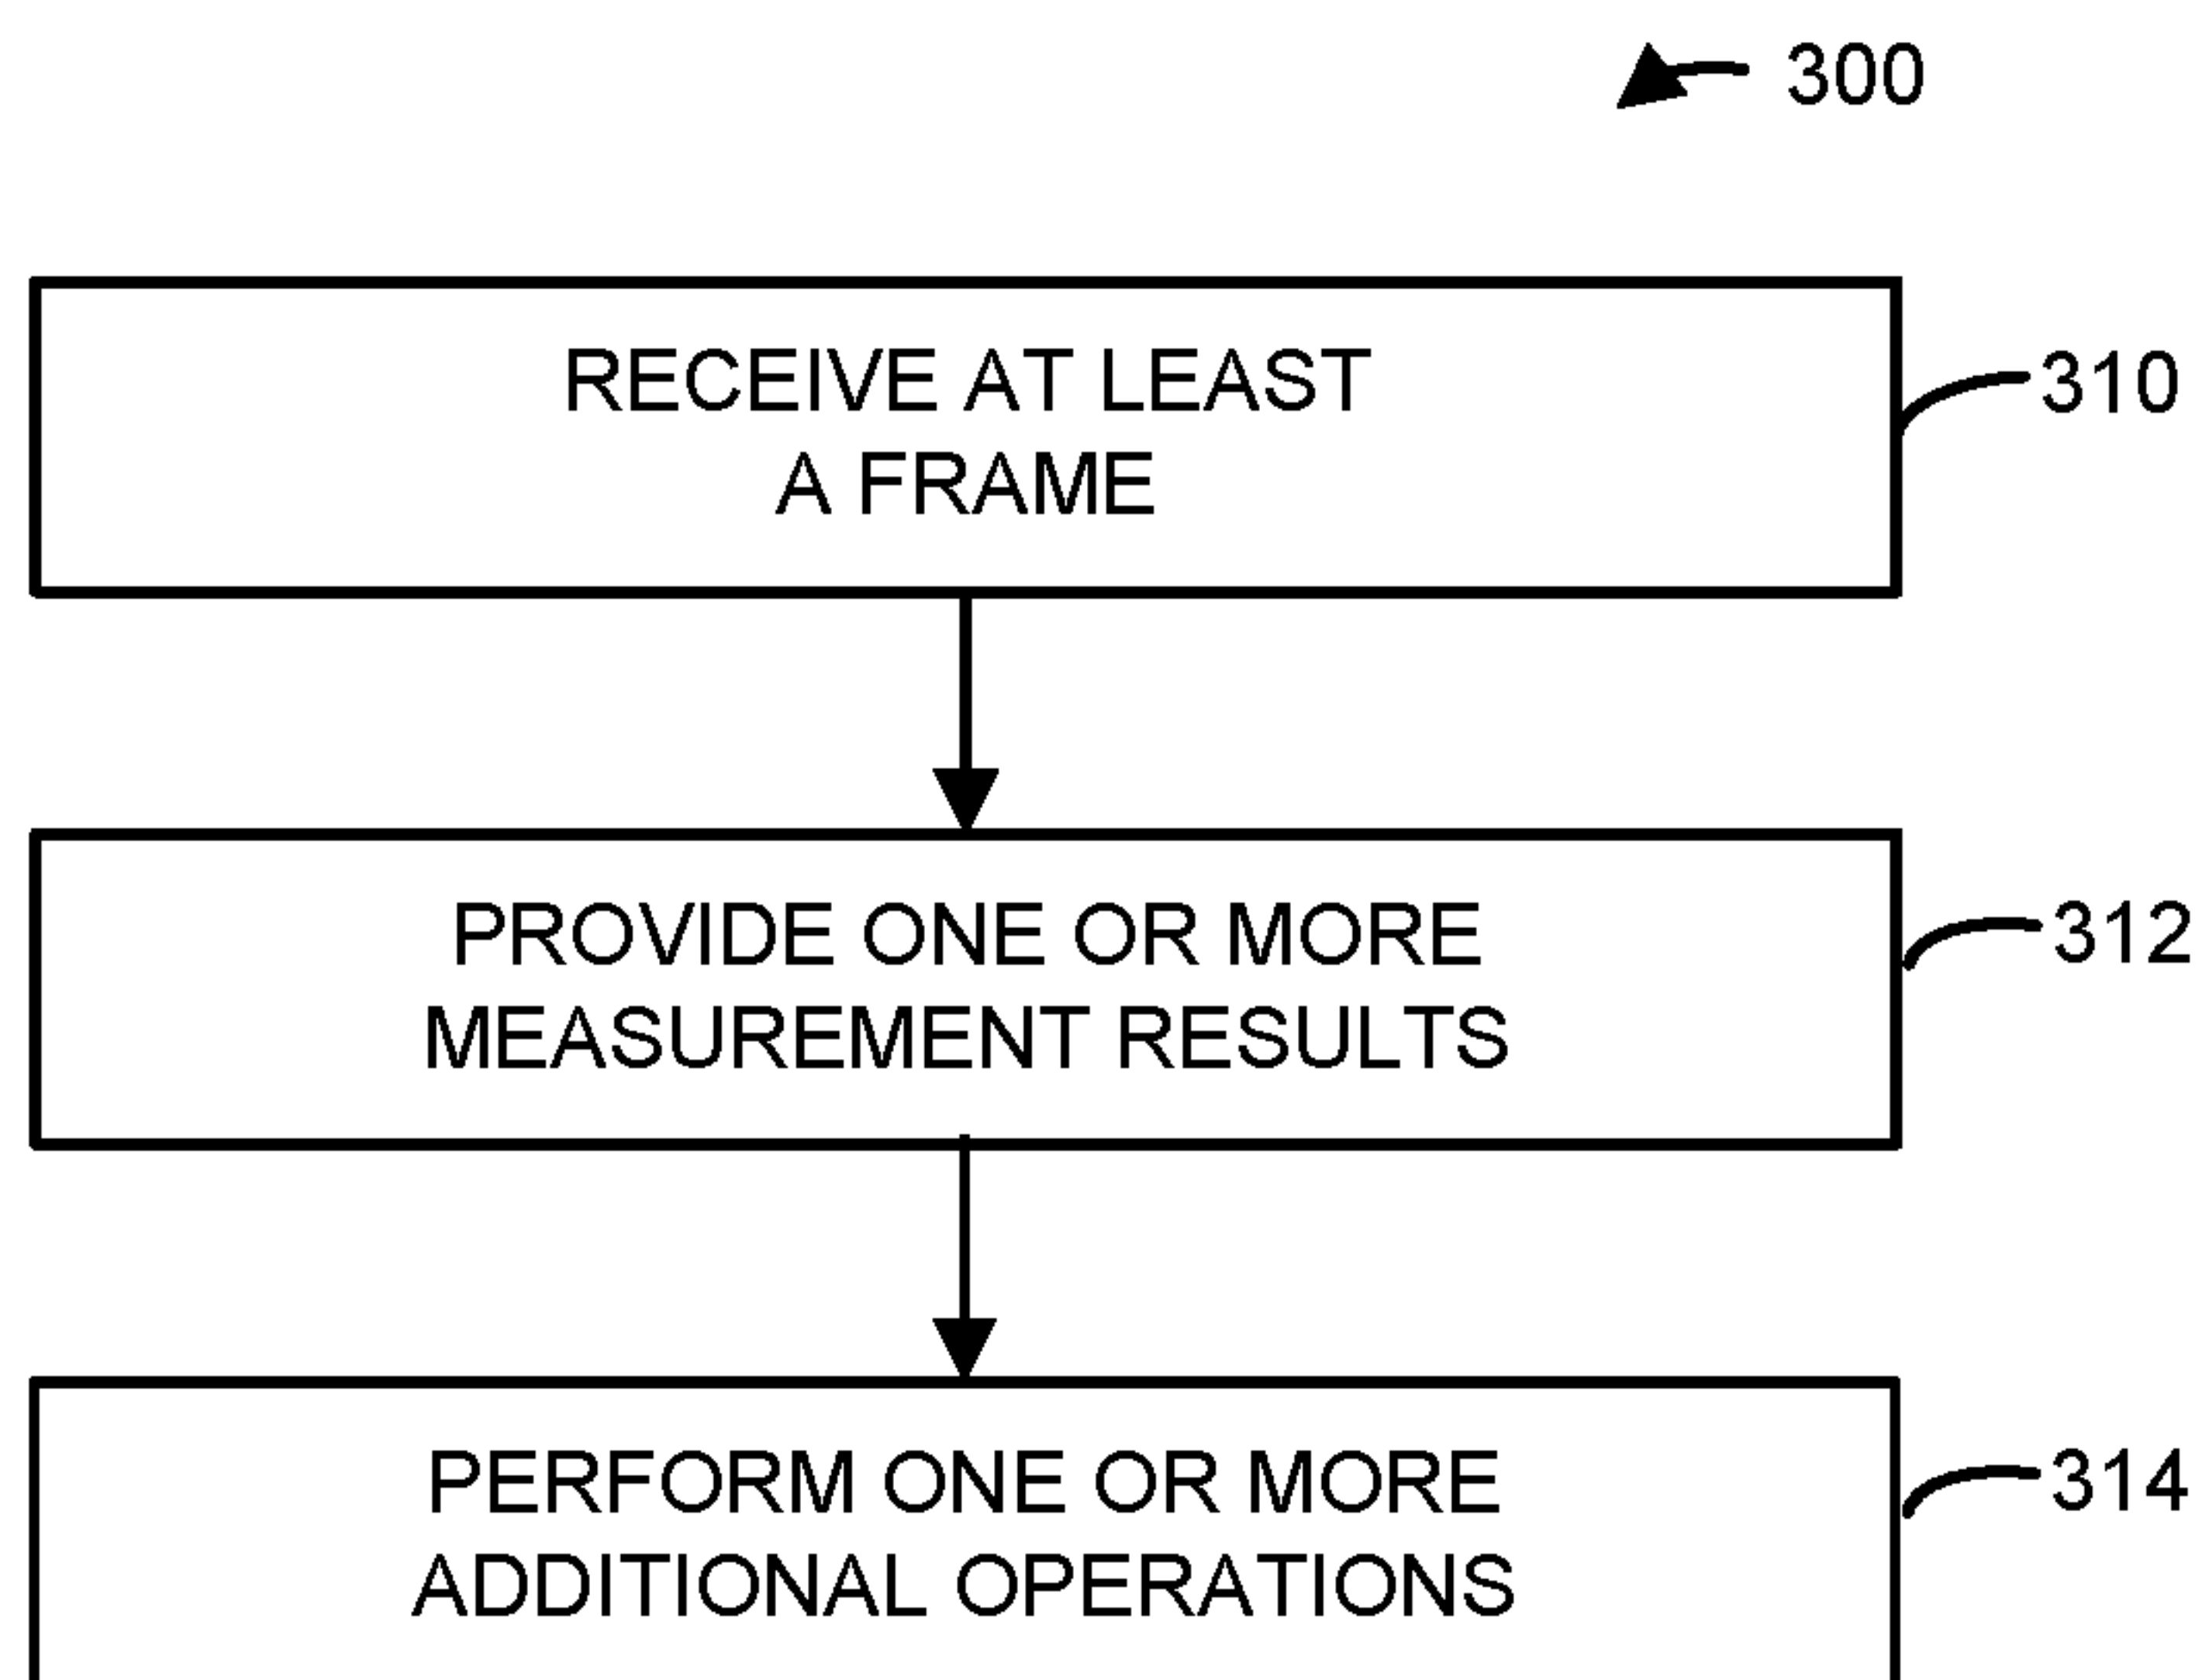 300
RECEIVE AT LEAST
A FRAME
310
PROVIDE ONE OR MORE
MEASUREMENT RESULTS
312
PERFORM ONE OR MORE
ADDITIONAL OPERATIONS
314